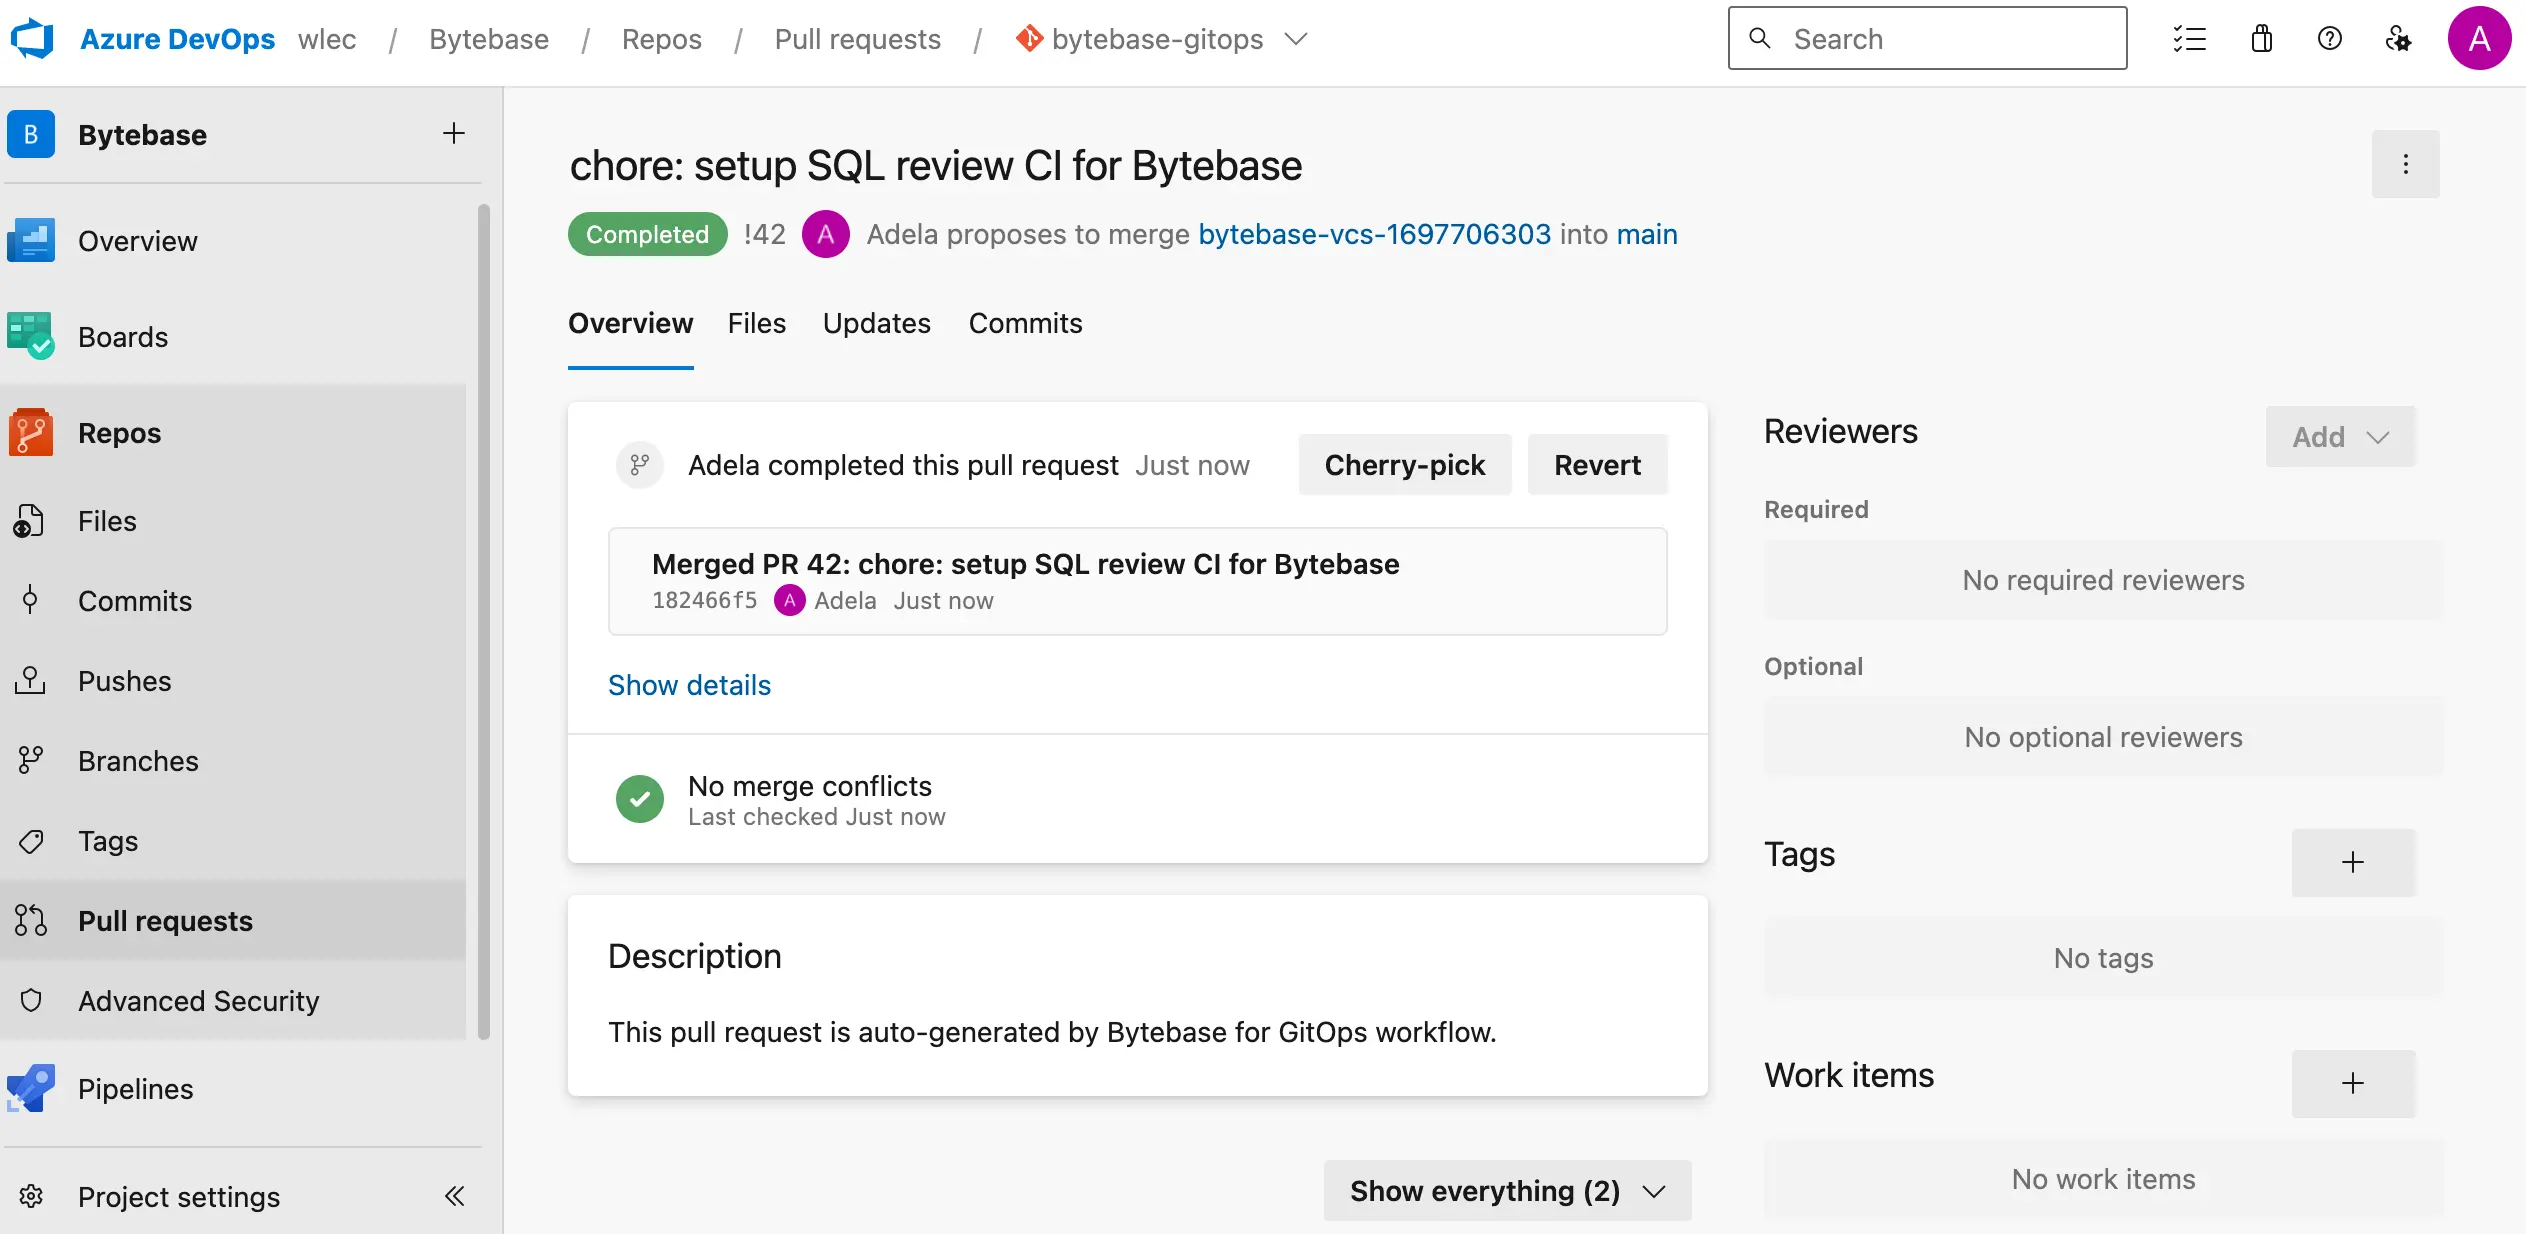 Azure DevOps wlec / Bytebase / Repos / Pull requests / bytebase-gitops
Search
A
B Bytebase
Overview
Boards
Repos
Files
Commits
Pushes
Branches
Tags
Pull requests
Advanced Security
Pipelines
Project settings
chore: setup SQL review CI for Bytebase
Completed !42 A Adela proposes to merge bytebase-vcs-1697706303 into main
Overview Files Updates Commits
Adela completed this pull request Just now Cherry-pick Revert
Merged PR 42: chore: setup SQL review CI for Bytebase
182466f5 A Adela Just now
Show details
No merge conflicts
Last checked Just now
Description
This pull request is auto-generated by Bytebase for GitOps workflow.
Show everything (2)
Reviewers Add
Required
No required reviewers
Optional
No optional reviewers
Tags
No tags
Work items
No work items